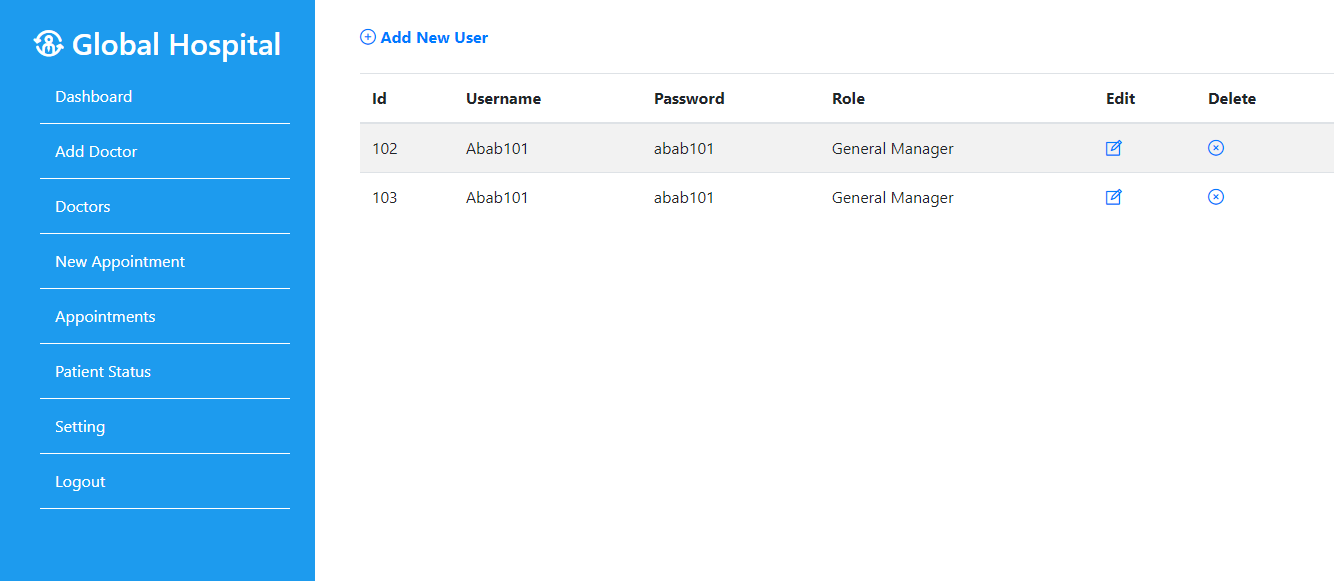 Global Hospital
Dashboard
Add Doctor
Doctors
New Appointment
Appointments
Patient Status
Setting
Logout
Add New User
Id Username Password Role Edit Delete
102 Abab101 abab101 General Manager
103 Abab101 abab101 General Manager